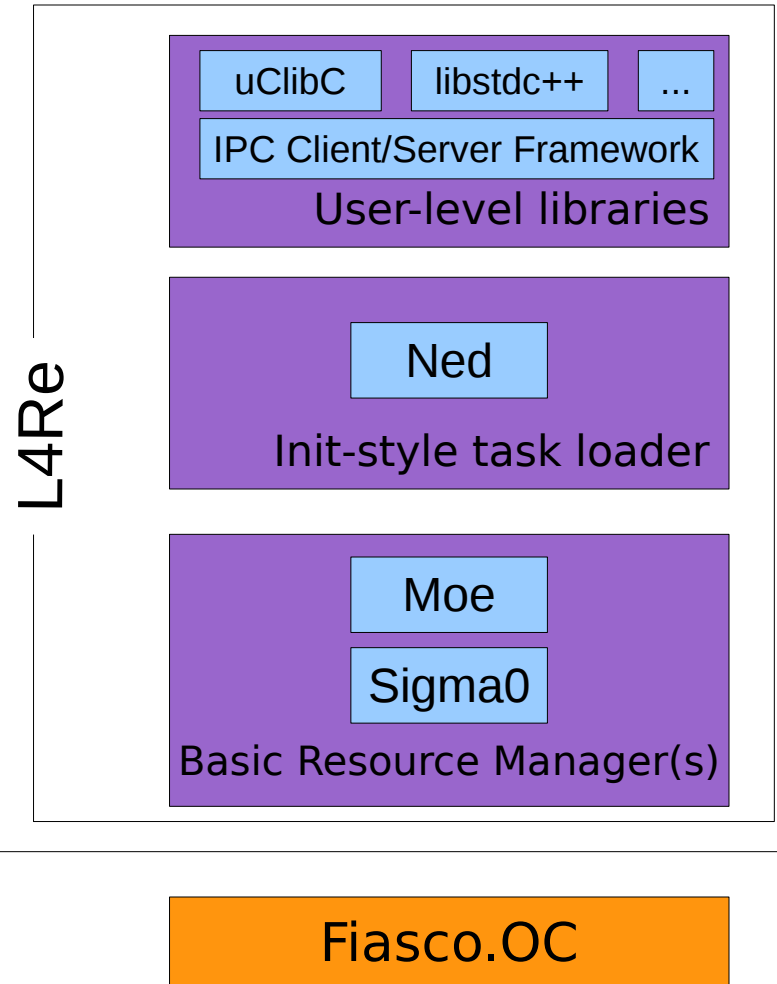 uClibC
libstdc++
...
IPC Client/Server Framework
User-level libraries
Ned
Init-style task loader
L4Re
Moe
Sigma0
Basic Resource Manager(s)
Fiasco.OC